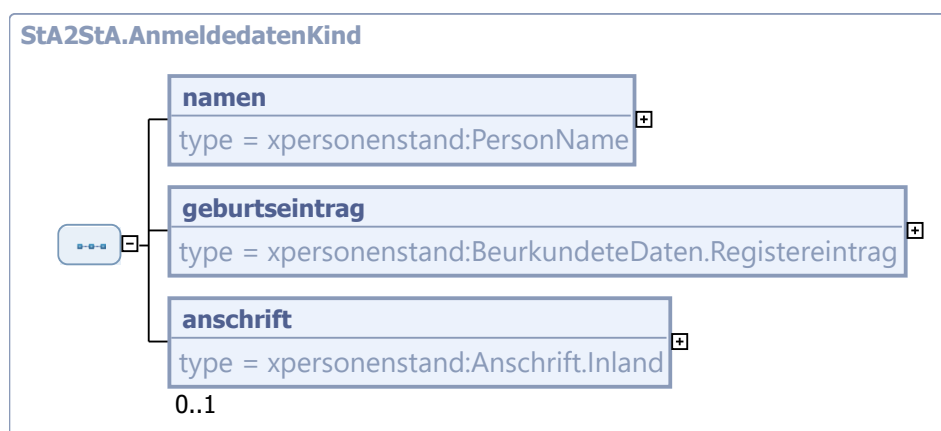 StA2StA.AnmeldedatenKind
namen
type = xpersonenstand:PersonName
geburtseintrag
type = xpersonenstand:BeurkundeteDaten.Registereintrag
anschrift
type = xpersonenstand:Anschrift.Inland
0..1